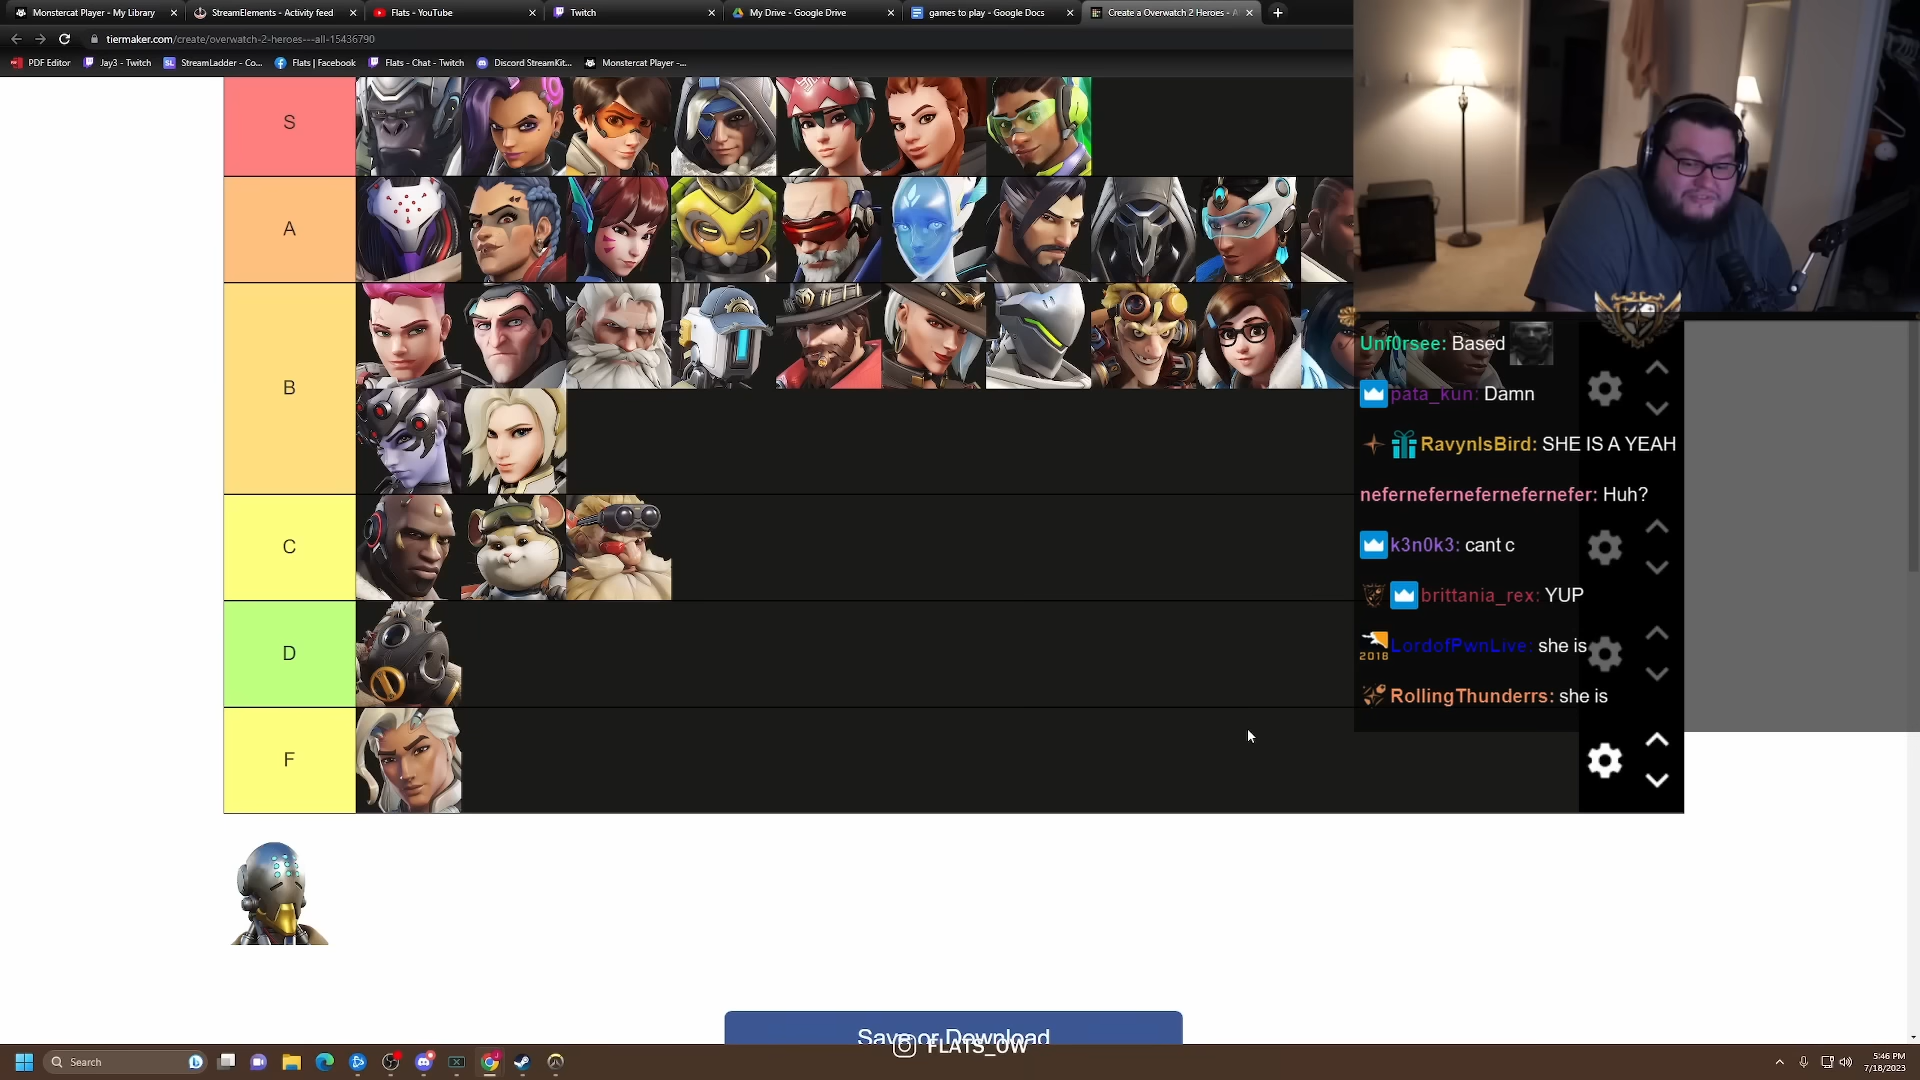 Monstercat Player - My Library
StreamElements - Activity feed
Flats - YouTube
Twitch
My Drive - Google Drive
games to play - Google Docs
Create a Overwatch 2 Heroes - A
tiermaker.com/create/overwatch-2-heroes---all-15436790
PDF Editor
Jay3 - Twitch
StreamLadder - Co...
Flats | Facebook
Flats - Chat - Twitch
Discord StreamKit...
Monstercat Player -...
S
A
B
C
D
F
Unf0rsee: Based
pata_kun: Damn
RavynIsBird: SHE IS A YEAH
nefernefernefernefernefer: Huh?
k3n0k3: cant c
brittania_rex: YUP
LordofPwnLive: she is
2018
RollingThunderrs: she is
Save or Download
FLATS_OW
Search
5:46 PM
7/18/2023